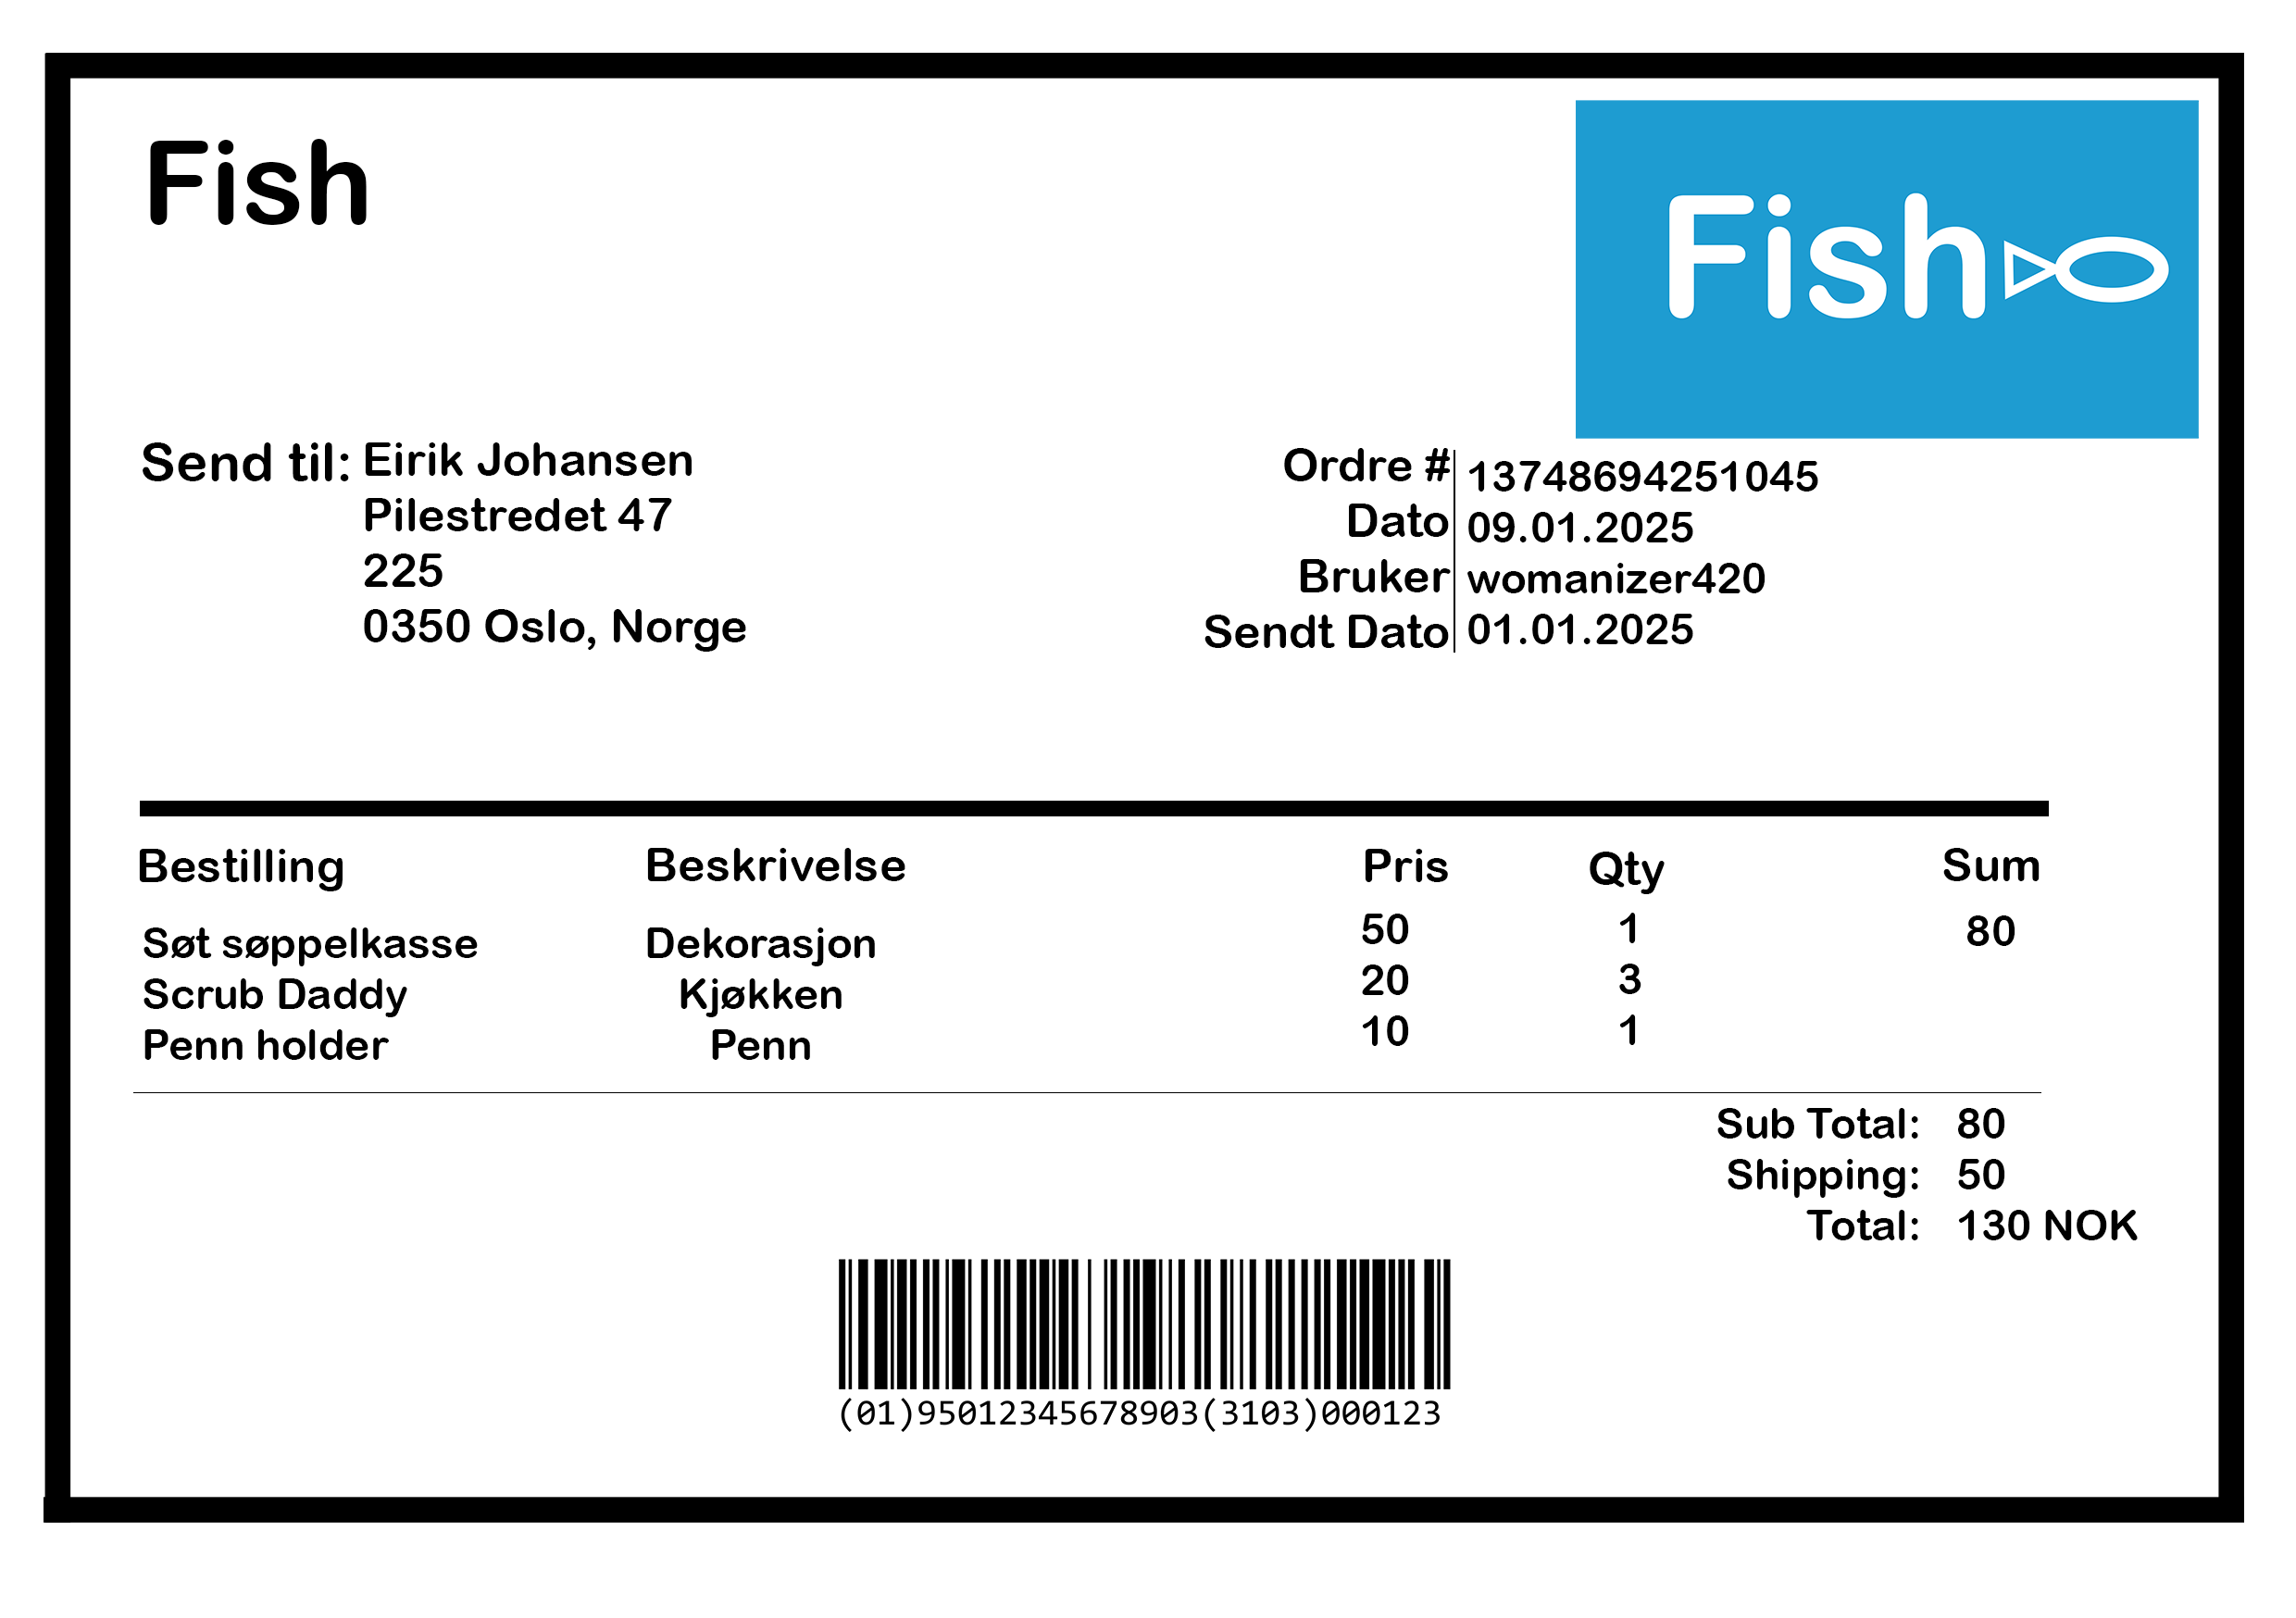 Fish
Fish
Send til: Eirik Johansen
Pilestredet 47
225
0350 Oslo, Norge
Ordre # 13748694251045
Dato 09.01.2025
Bruker womanizer420
Sendt Dato 01.01.2025
Bestilling Beskrivelse Pris Qty Sum
Søt søppelkasse Dekorasjon 50 1 80
Scrub Daddy Kjøkken 20 3
Penn holder Penn 10 1
Sub Total: 80
Shipping: 50
Total: 130 NOK
(01)95012345678903(3103)000123